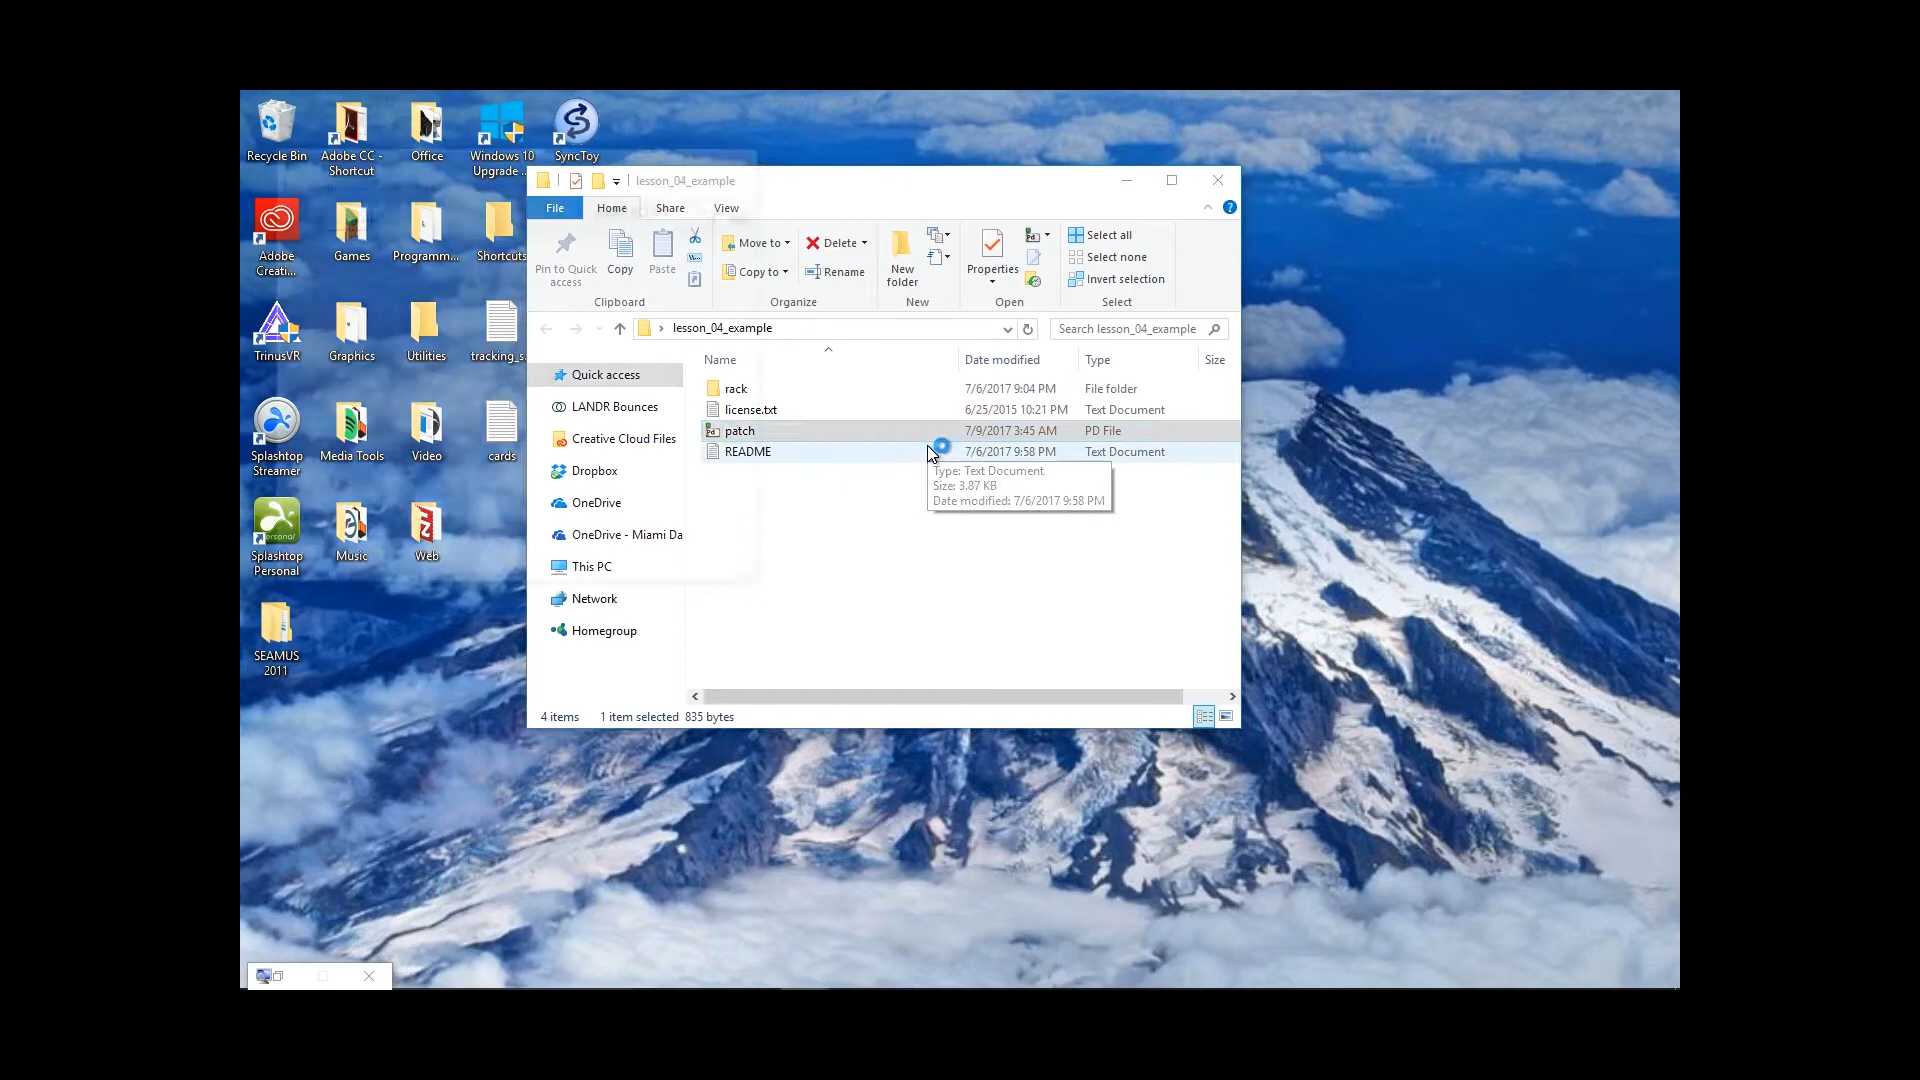 Recycle Bin
Adobe CC -
Shortcut
Office
Windows 10
Upgrade ...
SyncToy
Adobe
Creati...
Games
Programm...
Shortcuts
TrinusVR
Graphics
Utilities
tracking_s...
Splashtop
Streamer
Media Tools
Video
cards
Splashtop
Personal
Music
Web
SEAMUS
2011
lesson_04_example
File
Home
Share
View
Pin to Quick
access
Copy
Paste
Clipboard
Move to
Copy to
Delete
Rename
Organize
New
folder
New
Properties
Open
Select all
Select none
Invert selection
Select
lesson_04_example
Search lesson_04_example
Name
Date modified
Type
Size
Quick access
LANDR Bounces
Creative Cloud Files
Dropbox
OneDrive
OneDrive - Miami Da
This PC
Network
Homegroup
rack 7/6/2017 9:04 PM File folder
license.txt 6/25/2015 10:21 PM Text Document
patch 7/9/2017 3:45 AM PD File
README 7/6/2017 9:58 PM Text Document
Type: Text Document
Size: 3.87 KB
Date modified: 7/6/2017 9:58 PM
4 items 1 item selected 835 bytes